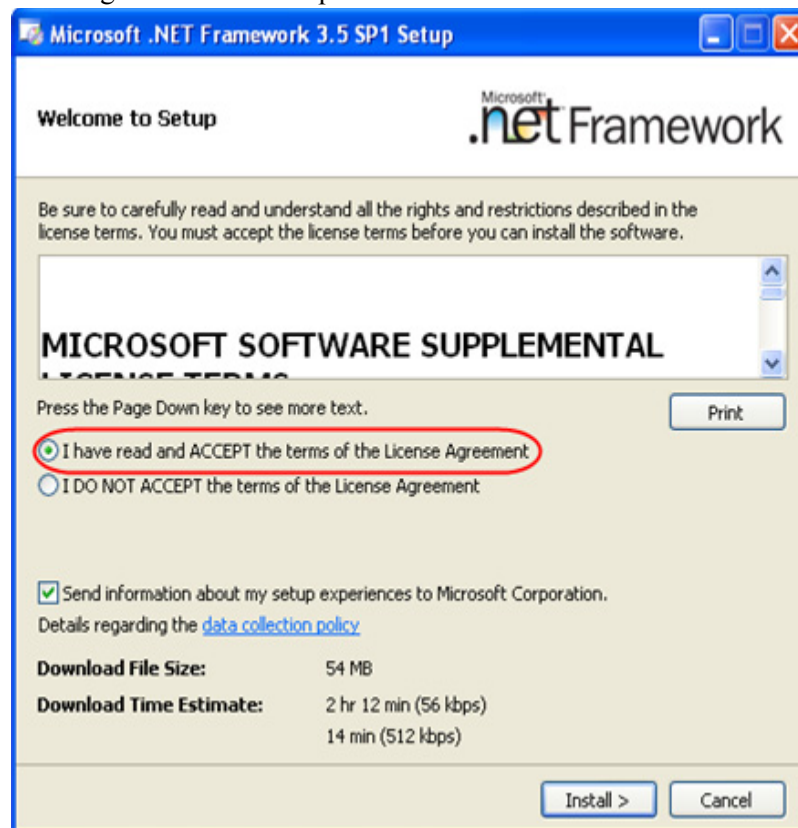 Microsoft .NET Framework 3.5 SP1 Setup
Welcome to Setup
Microsoft
.net Framework
Be sure to carefully read and understand all the rights and restrictions described in the
license terms. You must accept the license terms before you can install the software.
MICROSOFT SOFTWARE SUPPLEMENTAL
LICENSE TERMS
Press the Page Down key to see more text.
Print
I have read and ACCEPT the terms of the License Agreement
I DO NOT ACCEPT the terms of the License Agreement
Send information about my setup experiences to Microsoft Corporation.
Details regarding the data collection policy
Download File Size: 54 MB
Download Time Estimate: 2 hr 12 min (56 kbps)
14 min (512 kbps)
Install >
Cancel